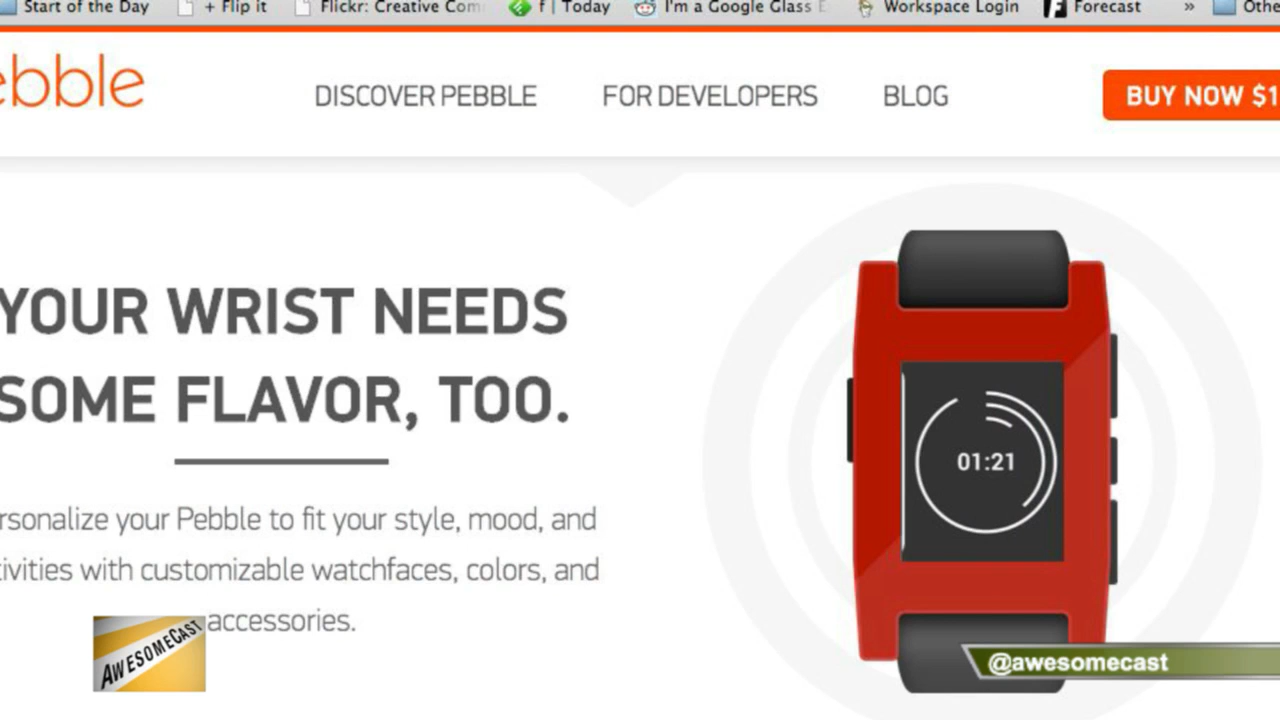 Start of the Day + Flip it Flickr: Creative Com f | Today I'm a Google Glass E Workspace Login F Forecast » Othe
ebble DISCOVER PEBBLE FOR DEVELOPERS BLOG BUY NOW $1
YOUR WRIST NEEDS
SOME FLAVOR, TOO.
01:21
rsonalize your Pebble to fit your style, mood, and
tivities with customizable watchfaces, colors, and
accessories.
AWESOMECAST
@awesomecast